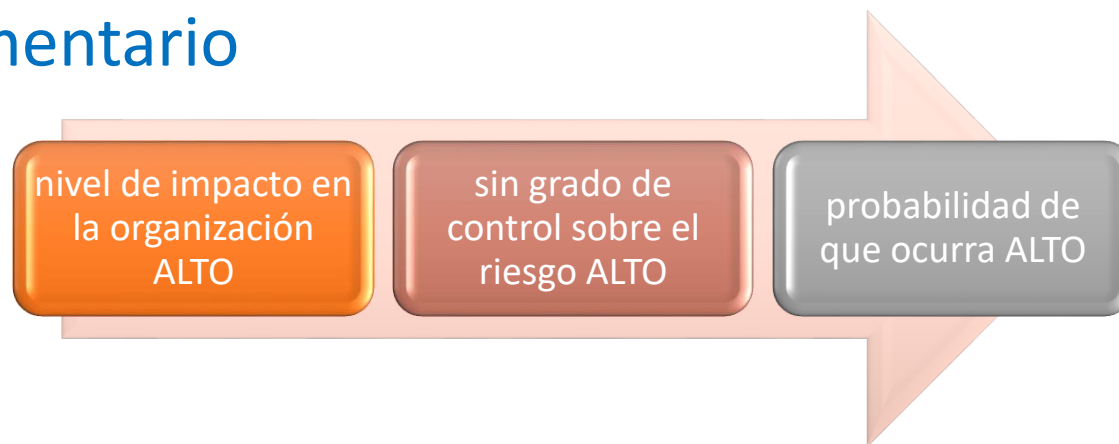 mentario
nivel de impacto en
la organización
ALTO
sin grado de
control sobre el
riesgo ALTO
probabilidad de
que ocurra ALTO